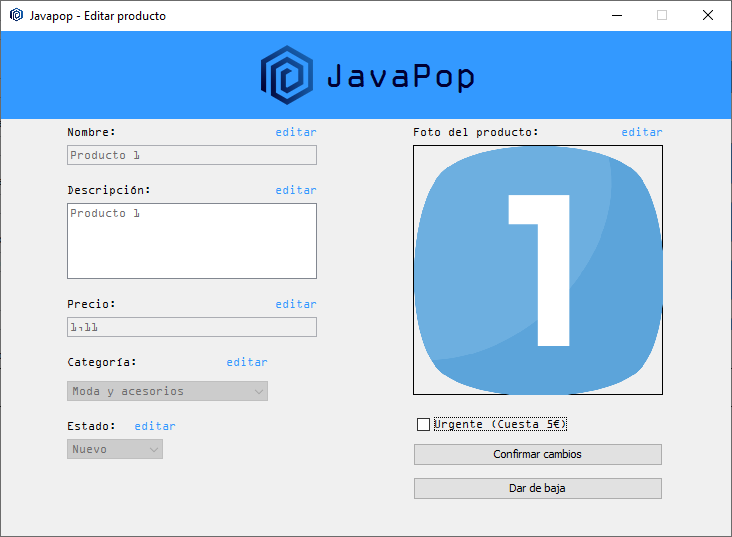 Javapop - Editar producto
JavaPop
Nombre: editar
Producto 1
Descripción: editar
Producto 1
Precio: editar
1,11
Categoría: editar
Moda y acesorios
Estado: editar
Nuevo
Foto del producto: editar
1
Urgente (Cuesta 5€)
Confirmar cambios
Dar de baja